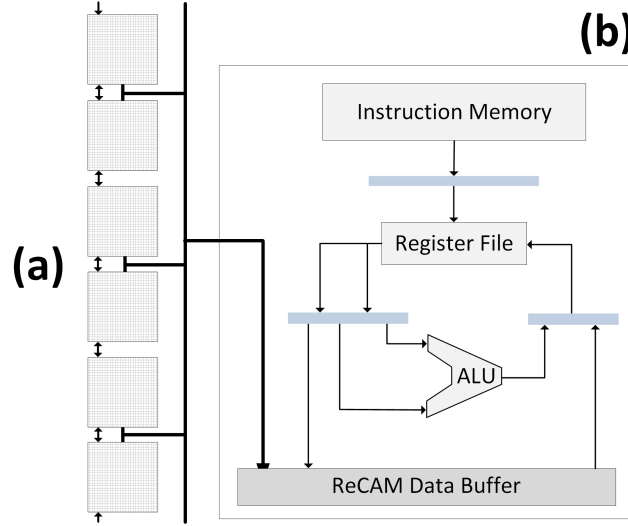 (b)
Instruction Memory
(a)
Register File
ALU
ReCAM Data Buffer